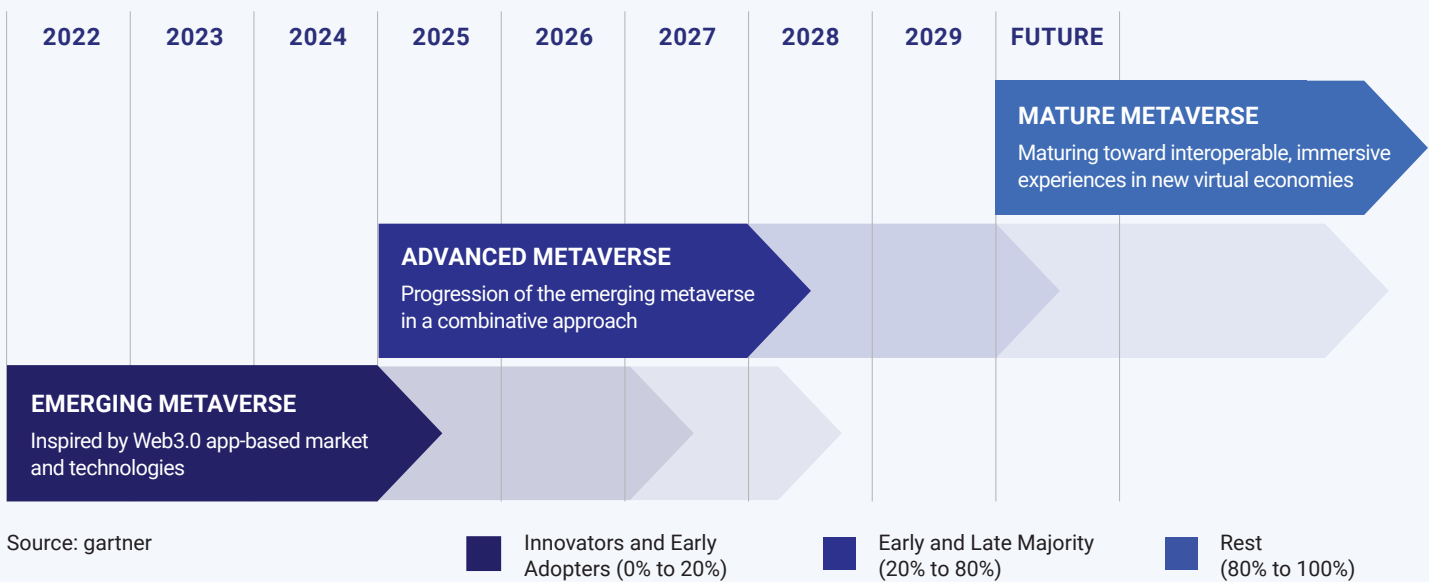 2022 2023 2024 2025 2026 2027 2028 2029 FUTURE
MATURE METAVERSE
Maturing toward interoperable, immersive
experiences in new virtual economies
ADVANCED METAVERSE
Progression of the emerging metaverse
in a combinative approach
EMERGING METAVERSE
Inspired by Web3.0 app-based market
and technologies
Source: gartner
Innovators and Early
Adopters (0% to 20%)
Early and Late Majority
(20% to 80%)
Rest
(80% to 100%)